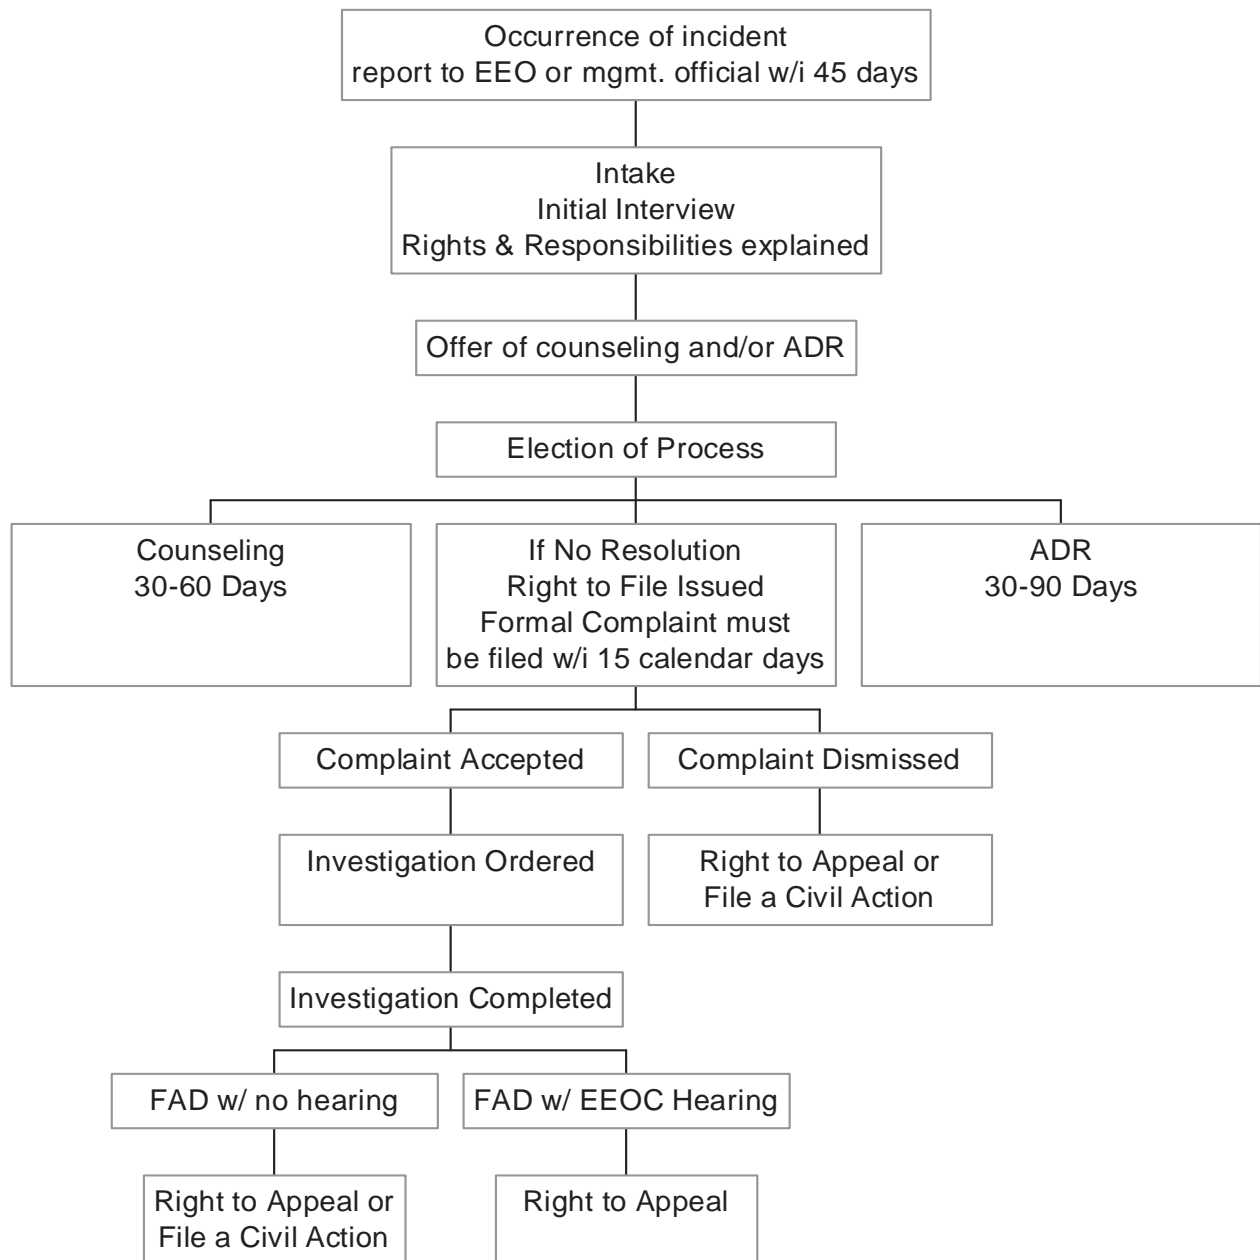 Occurrence of incident
report to EEO or mgmt. official w/i 45 days
Intake
Initial Interview
Rights & Responsibilities explained
Offer of counseling and/or ADR
Election of Process
Counseling
30-60 Days
If No Resolution
Right to File Issued
Formal Complaint must
be filed w/i 15 calendar days
ADR
30-90 Days
Complaint Accepted
Complaint Dismissed
Investigation Ordered
Right to Appeal or
File a Civil Action
Investigation Completed
FAD w/ no hearing
FAD w/ EEOC Hearing
Right to Appeal or
File a Civil Action
Right to Appeal